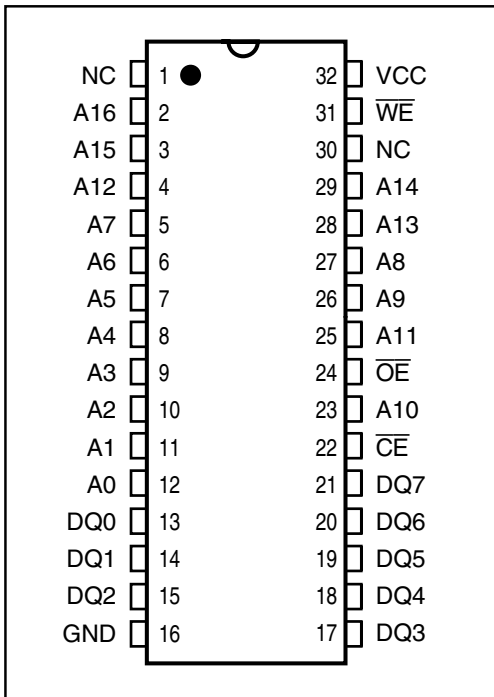 NC 1 32 VCC
A16 2 31 W̅E̅
A15 3 30 NC
A12 4 29 A14
A7 5 28 A13
A6 6 27 A8
A5 7 26 A9
A4 8 25 A11
A3 9 24 O̅E̅
A2 10 23 A10
A1 11 22 C̅E̅
A0 12 21 DQ7
DQ0 13 20 DQ6
DQ1 14 19 DQ5
DQ2 15 18 DQ4
GND 16 17 DQ3